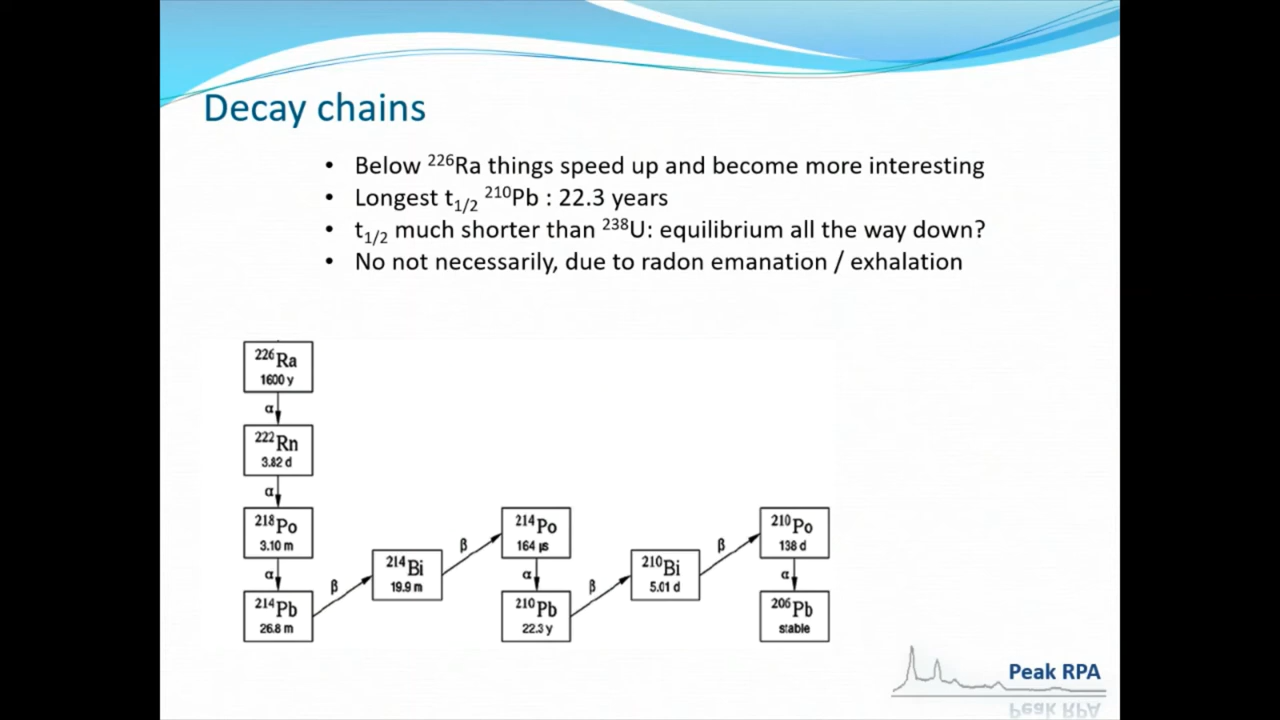 Decay chains
• Below ²²⁶Ra things speed up and become more interesting
• Longest t₁/₂ ²¹⁰Pb : 22.3 years
• t₁/₂ much shorter than ²³⁸U: equilibrium all the way down?
• No not necessarily, due to radon emanation / exhalation
²²⁶Ra
1600 y
α
²²²Rn
3.82 d
α
²¹⁸Po
3.10 m
α
²¹⁴Pb
26.8 m
β
²¹⁴Bi
19.9 m
β
²¹⁴Po
164 µs
α
²¹⁰Pb
22.3 y
β
²¹⁰Bi
5.01 d
β
²¹⁰Po
138 d
α
²⁰⁶Pb
stable
Peak RPA